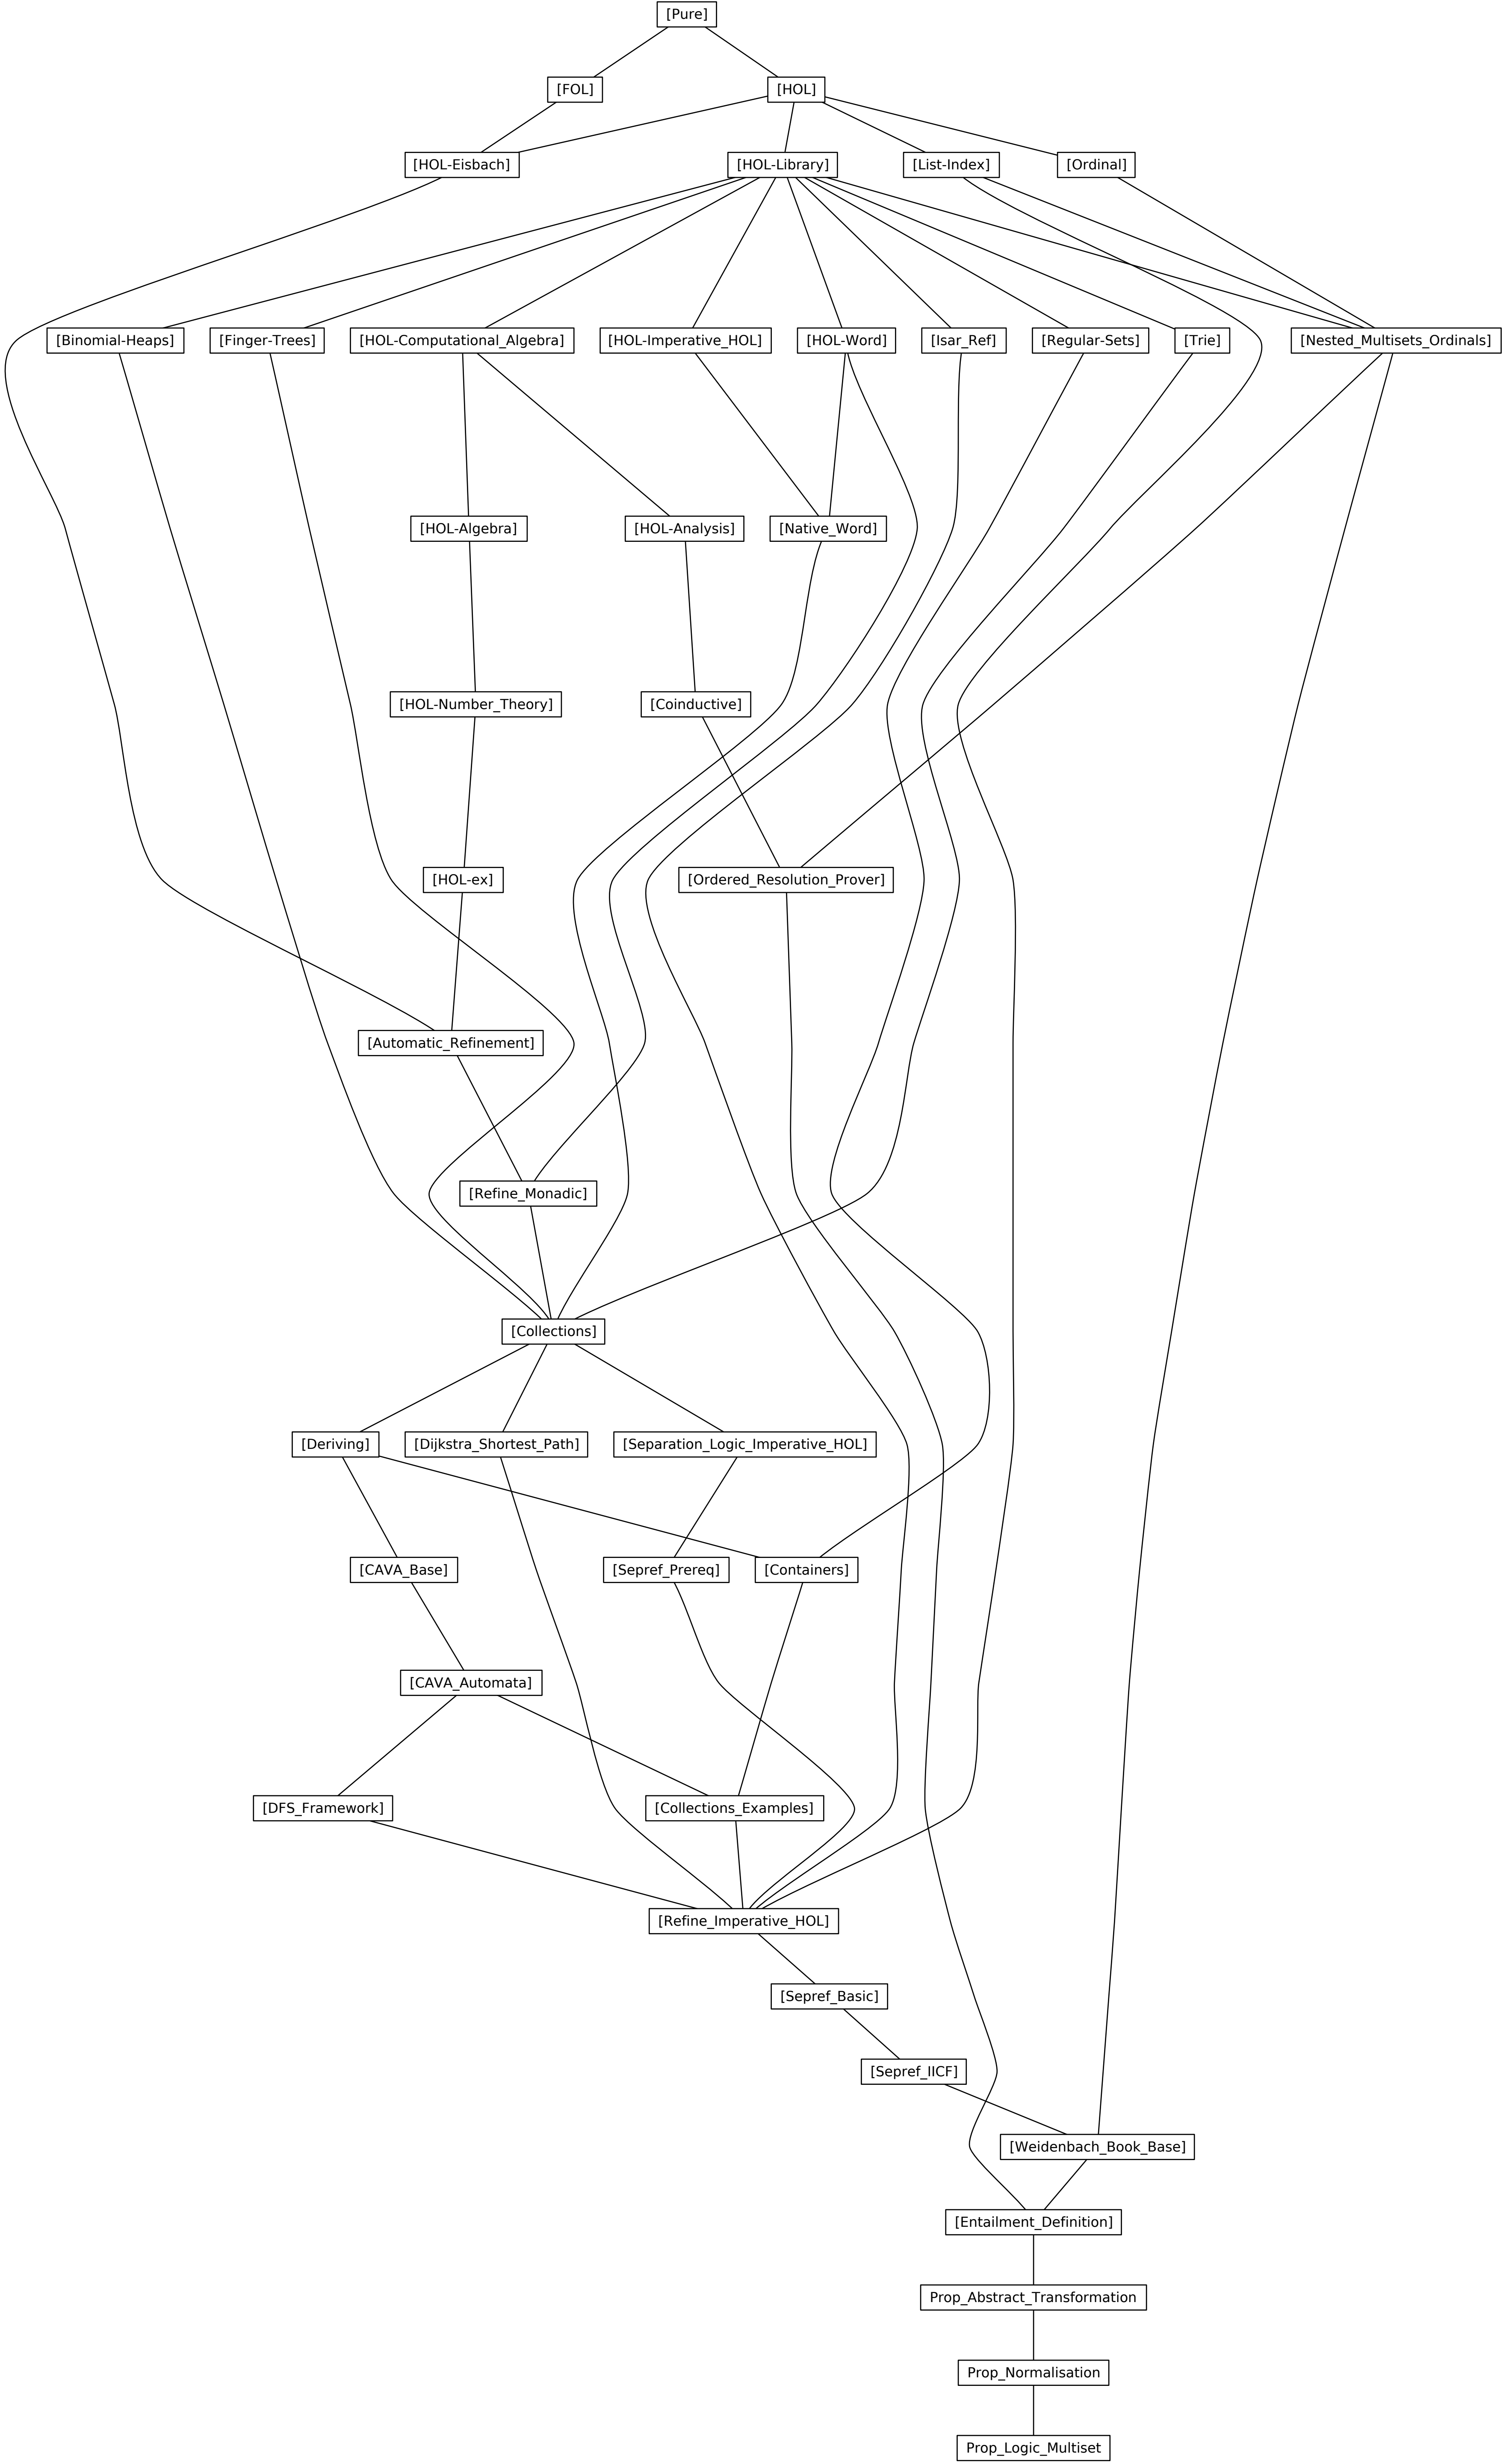 [Pure]
[FOL]
[HOL]
[HOL-Eisbach]
[HOL-Library]
[List-Index]
[Ordinal]
[Binomial-Heaps]
[Finger-Trees]
[HOL-Computational_Algebra]
[HOL-Imperative_HOL]
[HOL-Word]
[Isar_Ref]
[Regular-Sets]
[Trie]
[Nested_Multisets_Ordinals]
[HOL-Algebra]
[HOL-Analysis]
[Native_Word]
[HOL-Number_Theory]
[Coinductive]
[HOL-ex]
[Ordered_Resolution_Prover]
[Automatic_Refinement]
[Refine_Monadic]
[Collections]
[Deriving]
[Dijkstra_Shortest_Path]
[Separation_Logic_Imperative_HOL]
[CAVA_Base]
[Sepref_Prereq]
[Containers]
[CAVA_Automata]
[DFS_Framework]
[Collections_Examples]
[Refine_Imperative_HOL]
[Sepref_Basic]
[Sepref_IICF]
[Weidenbach_Book_Base]
[Entailment_Definition]
Prop_Abstract_Transformation
Prop_Normalisation
Prop_Logic_Multiset